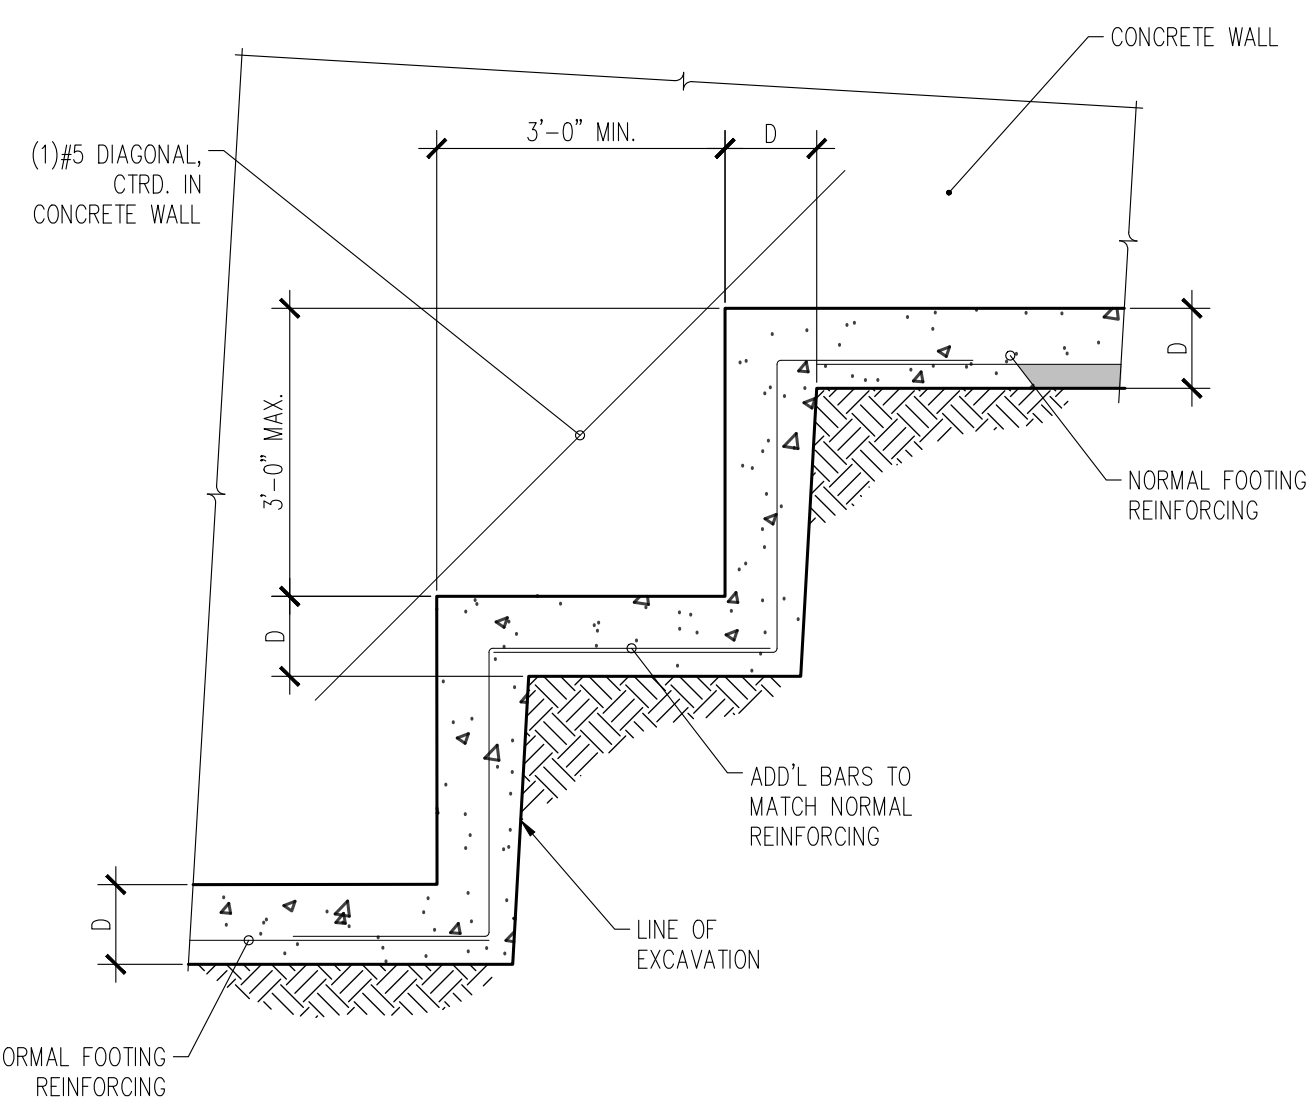 CONCRETE WALL
3'-0" MIN.
D
(1)#5 DIAGONAL,
CTRD. IN
CONCRETE WALL
D
3'-0" MAX.
NORMAL FOOTING
REINFORCING
D
ADD'L BARS TO
MATCH NORMAL
REINFORCING
D
LINE OF
EXCAVATION
ORMAL FOOTING
REINFORCING